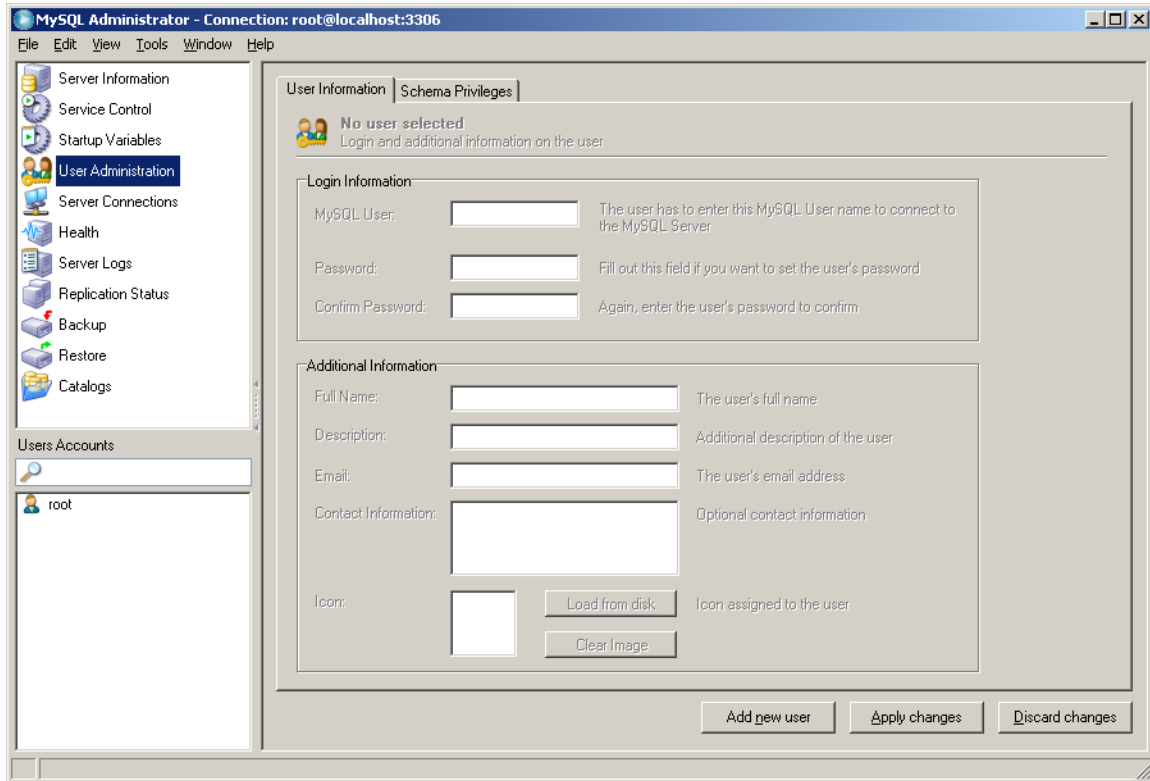 MySQL Administrator - Connection: root@localhost:3306
File Edit View Tools Window Help
Server Information
Service Control
Startup Variables
User Administration
Server Connections
Health
Server Logs
Replication Status
Backup
Restore
Catalogs
Users Accounts
root
User Information Schema Privileges
No user selected
Login and additional information on the user
Login Information
MySQL User:
The user has to enter this MySQL User name to connect to
the MySQL Server
Password:
Fill out this field if you want to set the user's password
Confirm Password:
Again, enter the user's password to confirm
Additional Information
Full Name:
The user's full name
Description:
Additional description of the user
Email:
The user's email address
Contact Information:
Optional contact information
Icon:
Load from disk
Icon assigned to the user
Clear Image
Add new user Apply changes Discard changes